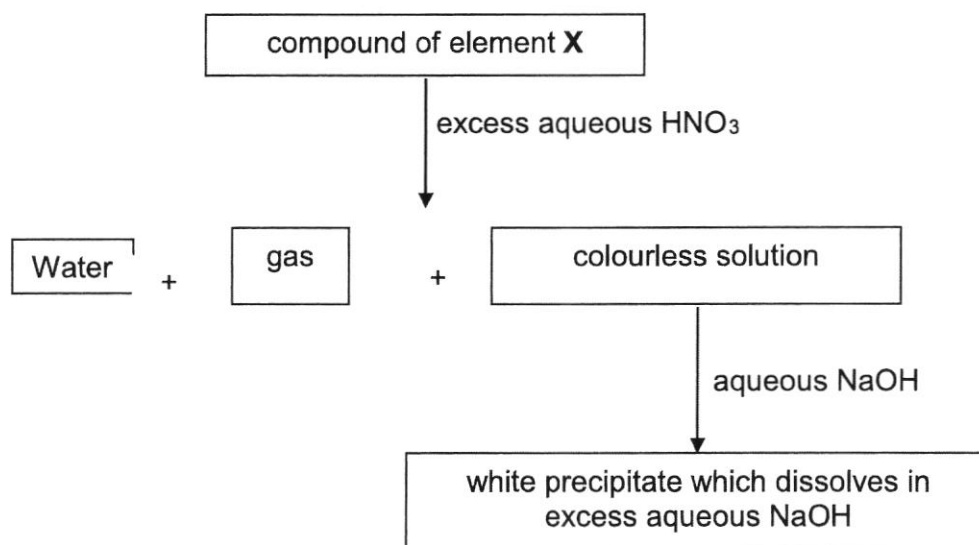 compound of element X
excess aqueous HNO₃
Water + gas + colourless solution
aqueous NaOH
white precipitate which dissolves in
excess aqueous NaOH